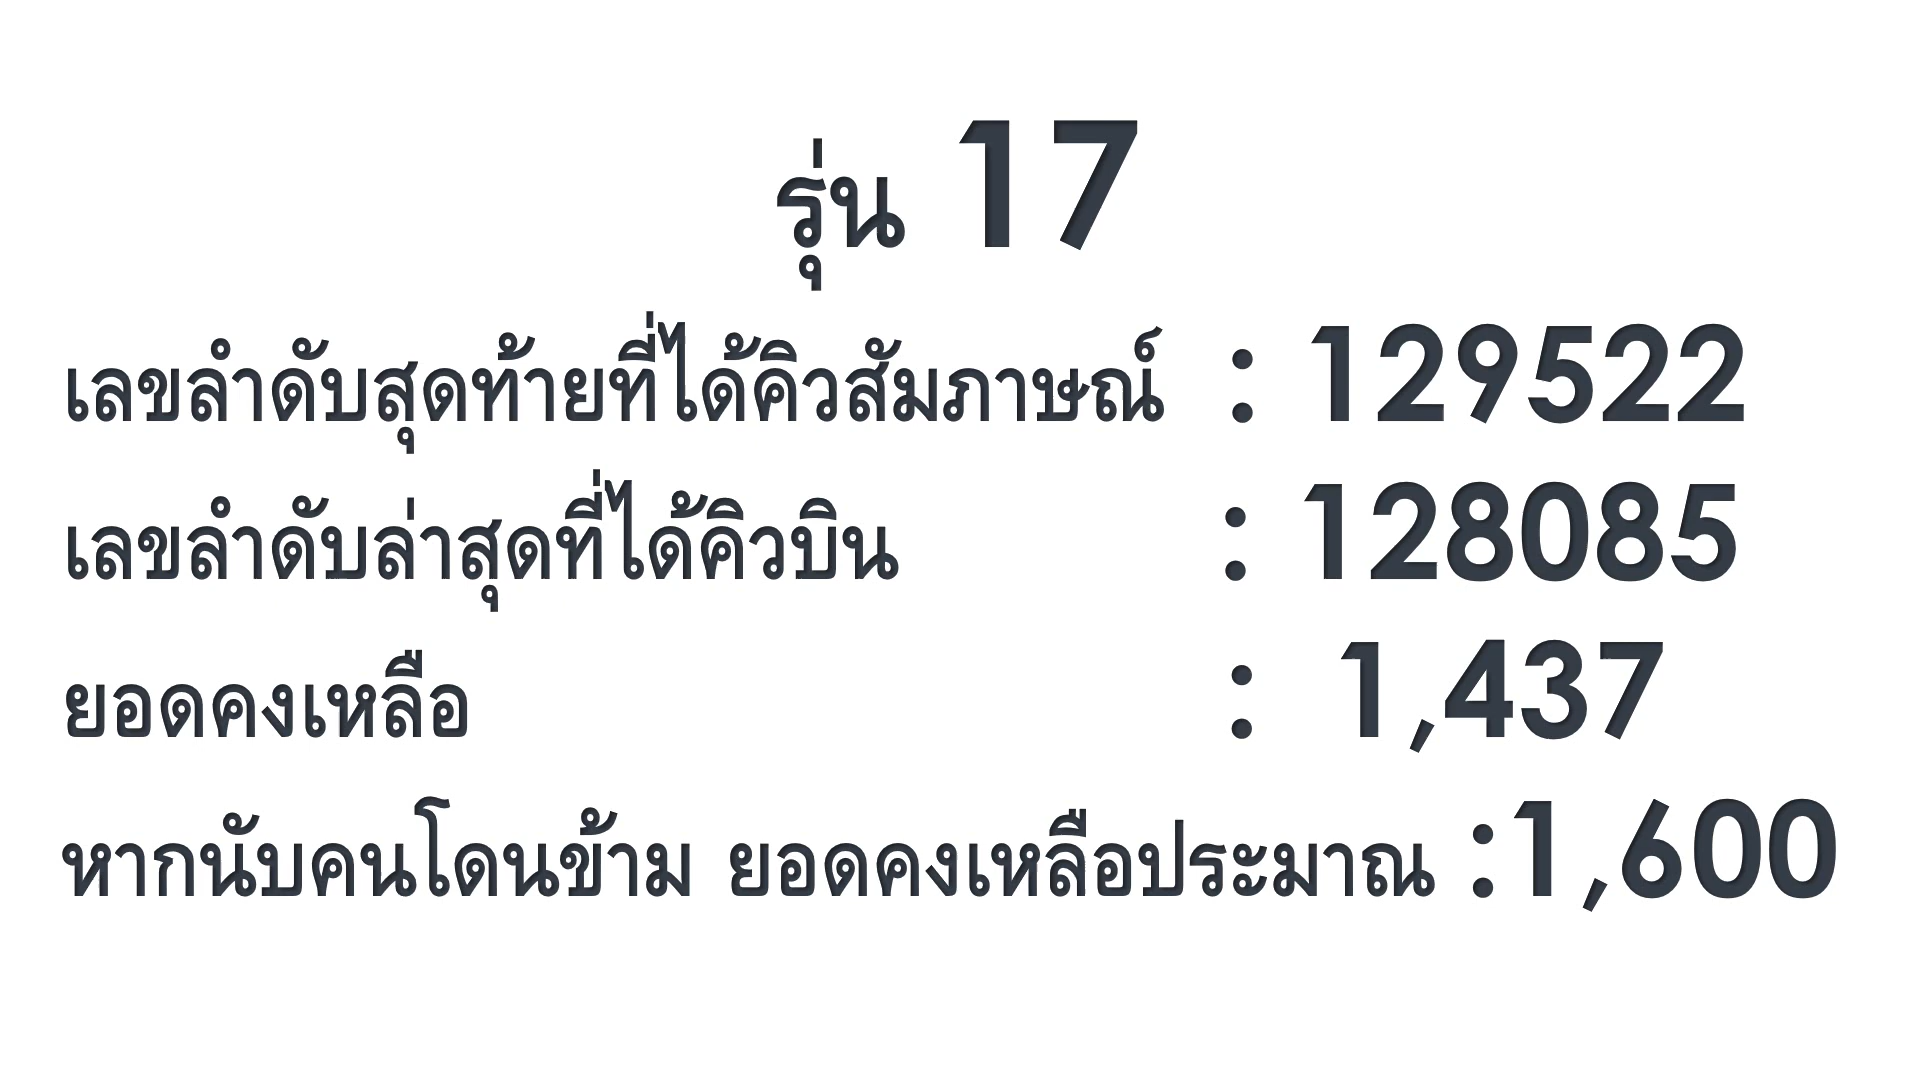 รุ่น 17
เลขลำดับสุดท้ายที่ได้คิวสัมภาษณ์ : 129522
เลขลำดับล่าสุดที่ได้คิวบิน : 128085
ยอดคงเหลือ : 1,437
หากนับคนโดนข้าม ยอดคงเหลือประมาณ :1,600